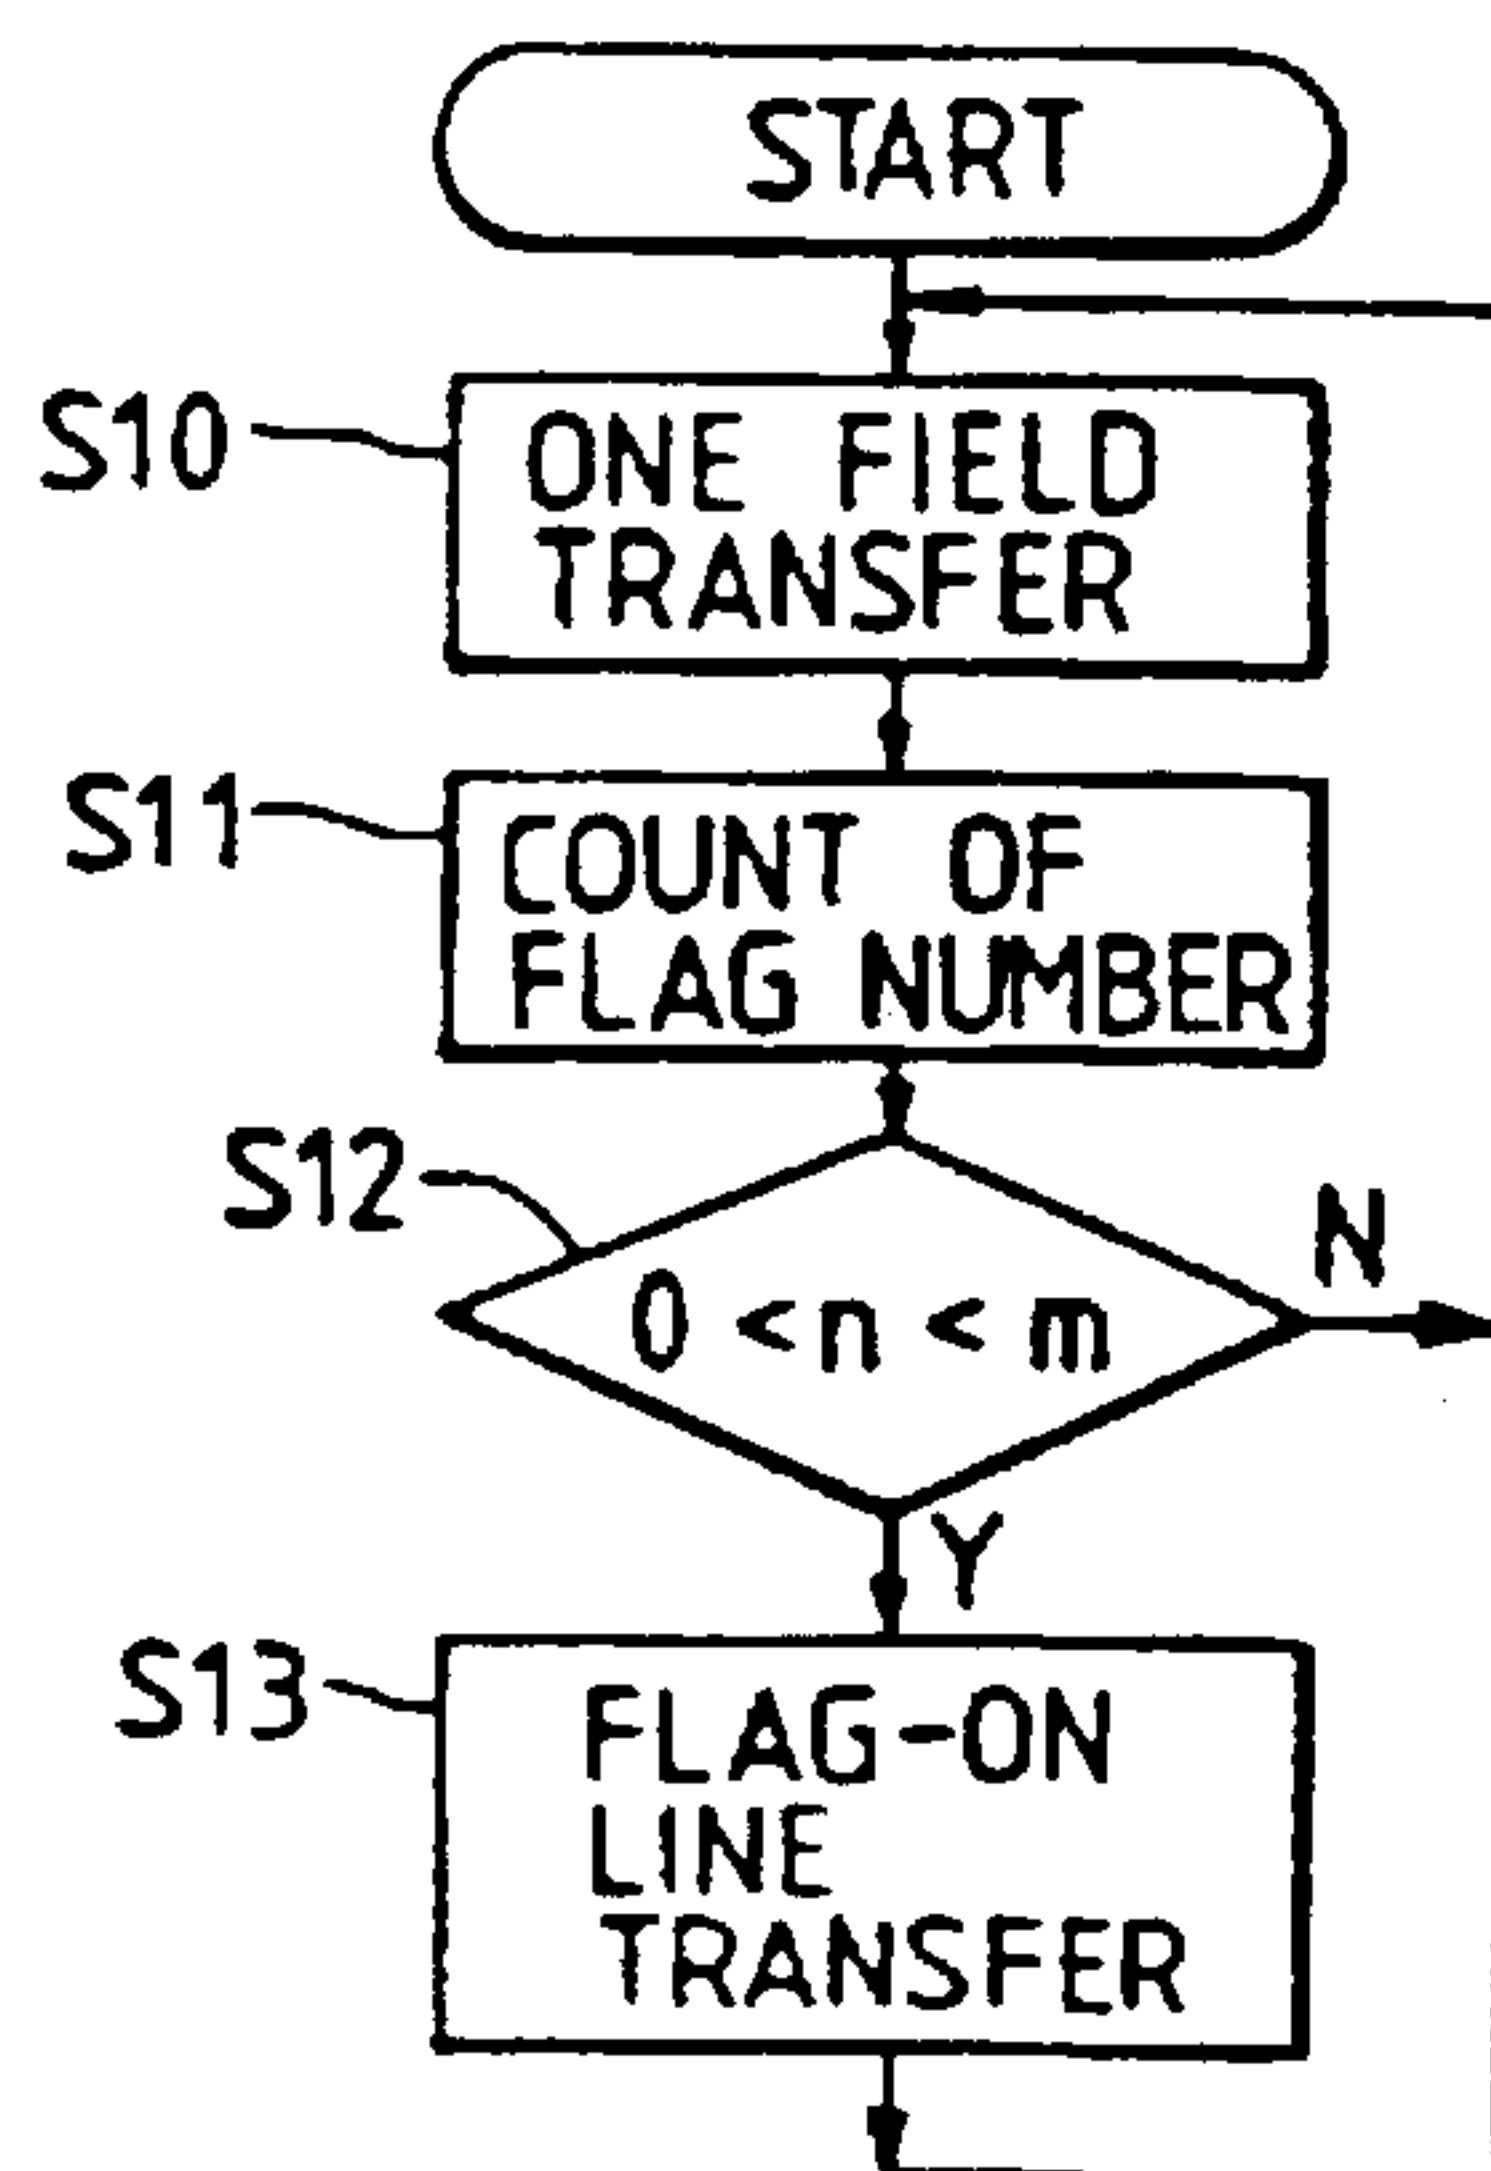 START
S10
ONE FIELD
TRANSFER
S11
COUNT OF
FLAG NUMBER
S12
0 < n < m
N
Y
S13
FLAG-ON
LINE
TRANSFER